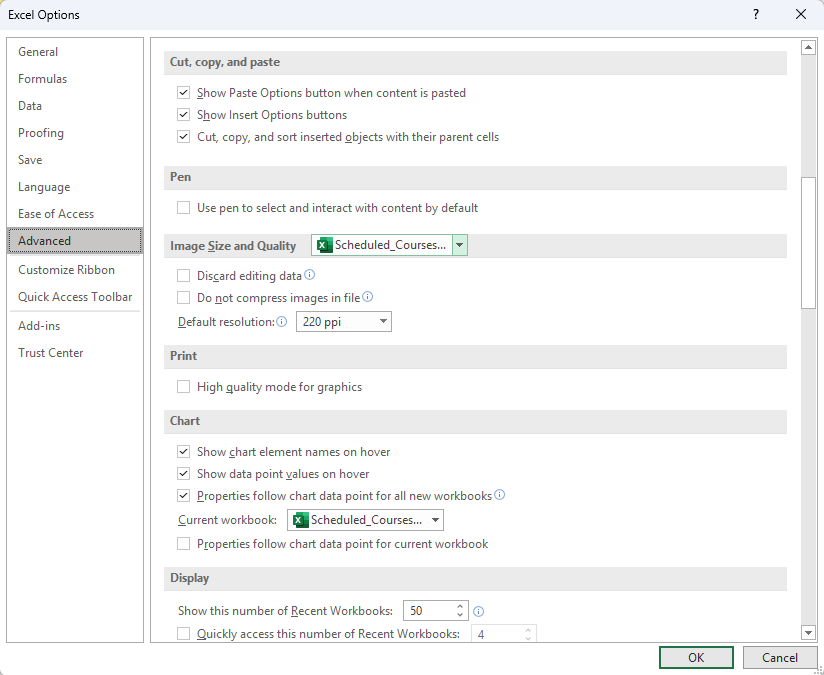 Excel Options
?
General
Formulas
Data
Proofing
Save
Language
Ease of Access
Advanced
Customize Ribbon
Quick Access Toolbar
Add-ins
Trust Center
Cut, copy, and paste
Show Paste Options button when content is pasted
Show Insert Options buttons
Cut, copy, and sort inserted objects with their parent cells
Pen
Use pen to select and interact with content by default
Image Size and Quality Scheduled_Courses...
Discard editing data
Do not compress images in file
Default resolution: 220 ppi
Print
High quality mode for graphics
Chart
Show chart element names on hover
Show data point values on hover
Properties follow chart data point for all new workbooks
Current workbook: Scheduled_Courses...
Properties follow chart data point for current workbook
Display
Show this number of Recent Workbooks: 50
Quickly access this number of Recent Workbooks: 4
OK Cancel